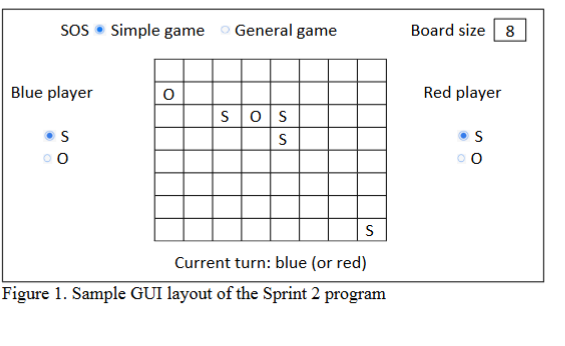 SOS Simple game General game Board size 8
Blue player Red player
O
S O S
S S S
O O
S
Current turn: blue (or red)
Figure 1. Sample GUI layout of the Sprint 2 program